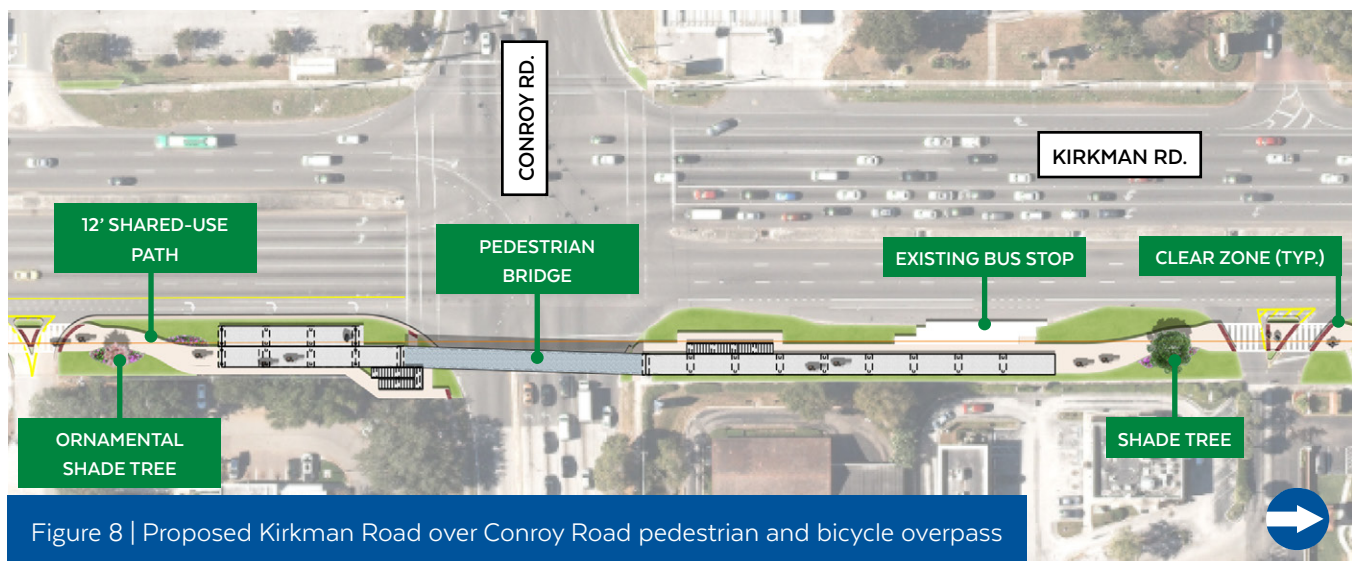 CONROY RD.
KIRKMAN RD.
12' SHARED-USE
PATH
PEDESTRIAN
BRIDGE
EXISTING BUS STOP
CLEAR ZONE (TYP.)
ORNAMENTAL
SHADE TREE
SHADE TREE
Figure 8 | Proposed Kirkman Road over Conroy Road pedestrian and bicycle overpass